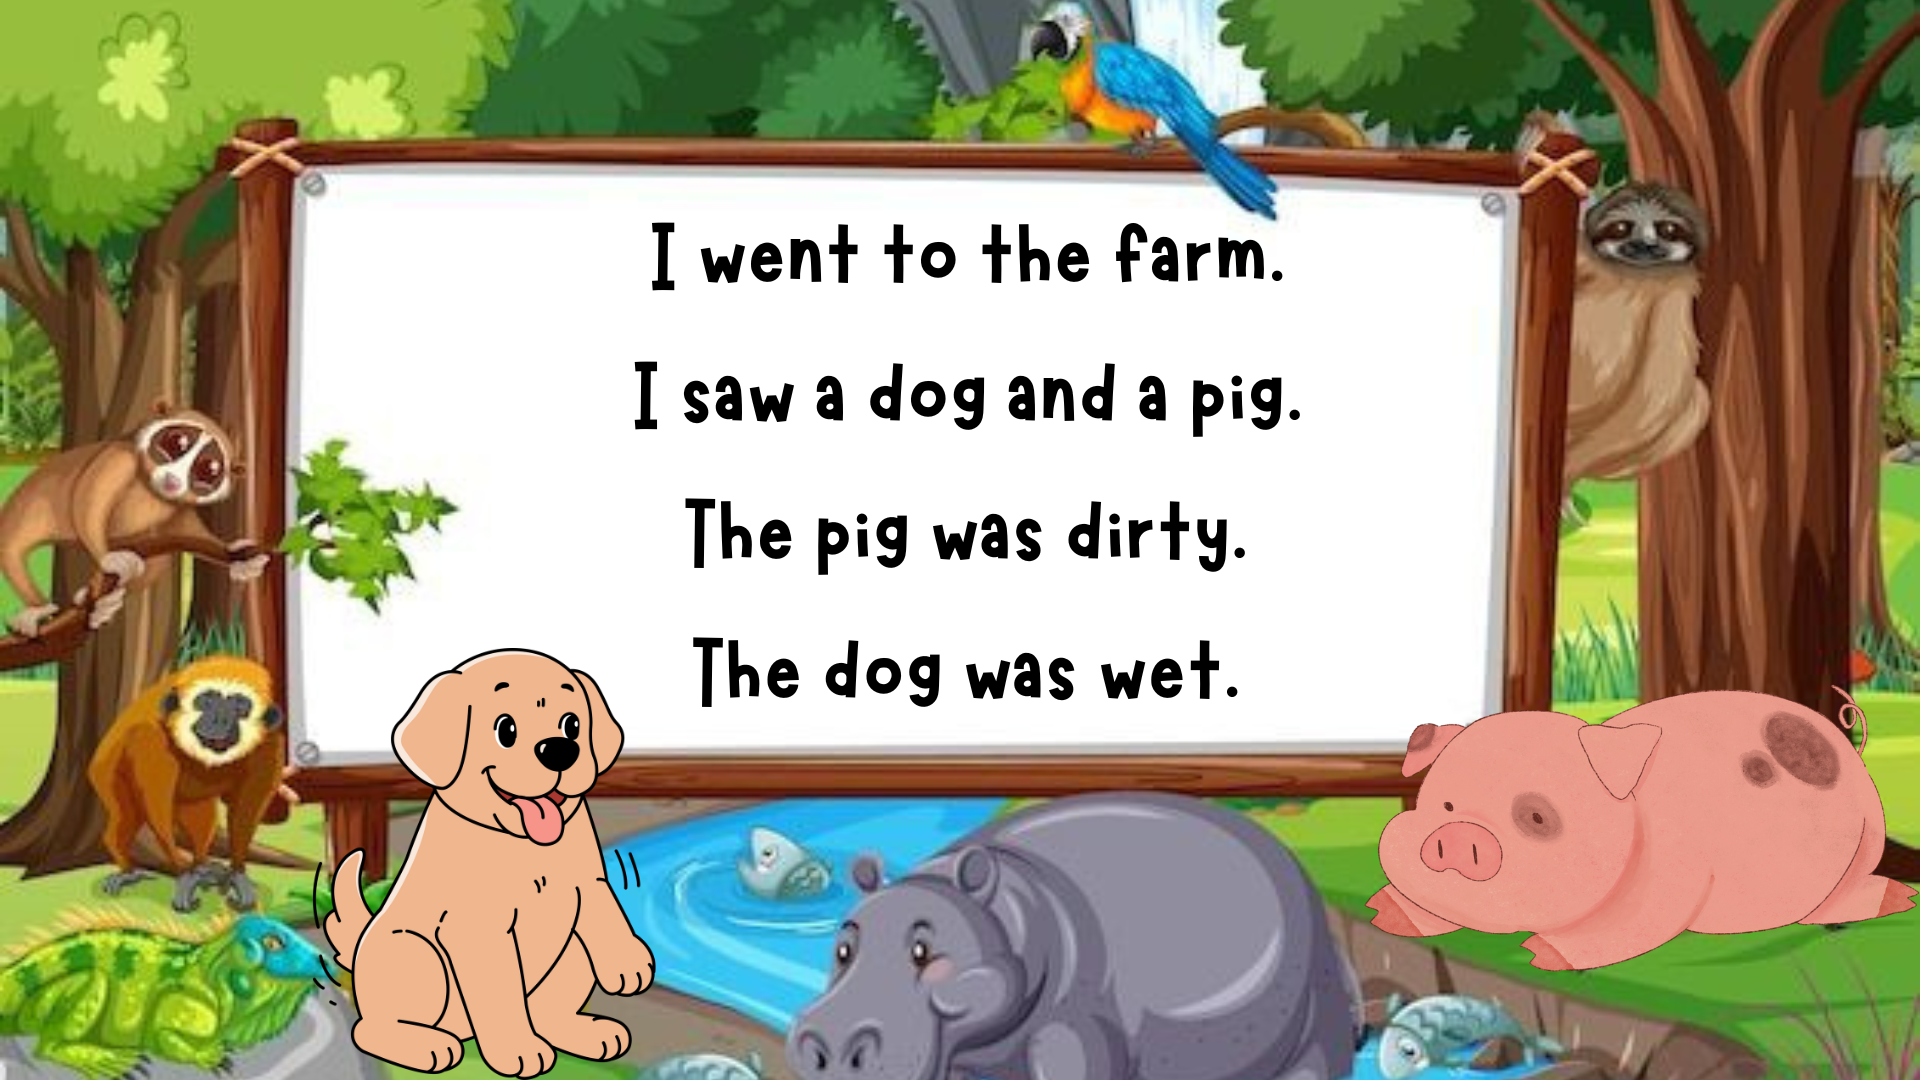 I went to the farm.
I saw a dog and a pig.
The pig was dirty.
The dog was wet.